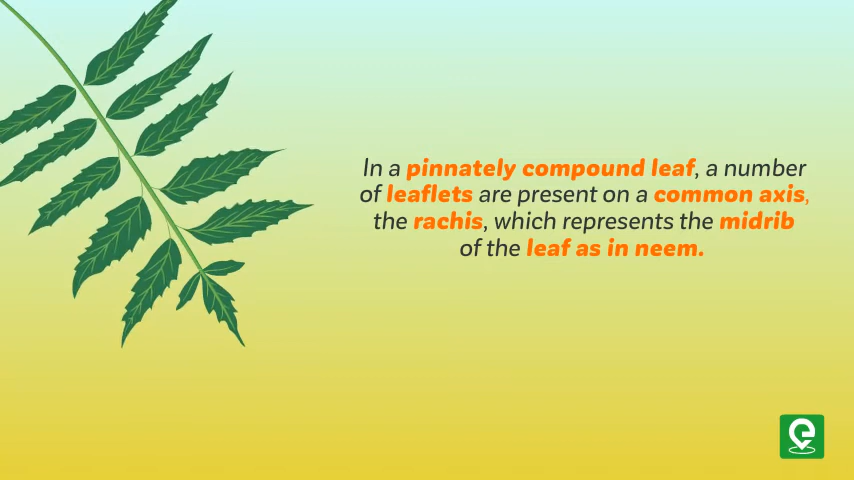 In a pinnately compound leaf, a number
of leaflets are present on a common axis,
the rachis, which represents the midrib
of the leaf as in neem.